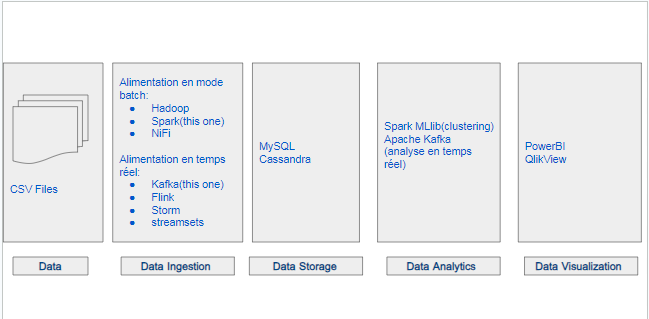 CSV Files
Alimentation en mode
batch:
● Hadoop
● Spark(this one)
● NiFi
Alimentation en temps
réel:
● Kafka(this one)
● Flink
● Storm
● streamsets
MySQL
Cassandra
Spark MLlib(clustering)
Apache Kafka
(analyse en temps
réel)
PowerBI
QlikView
Data
Data Ingestion
Data Storage
Data Analytics
Data Visualization